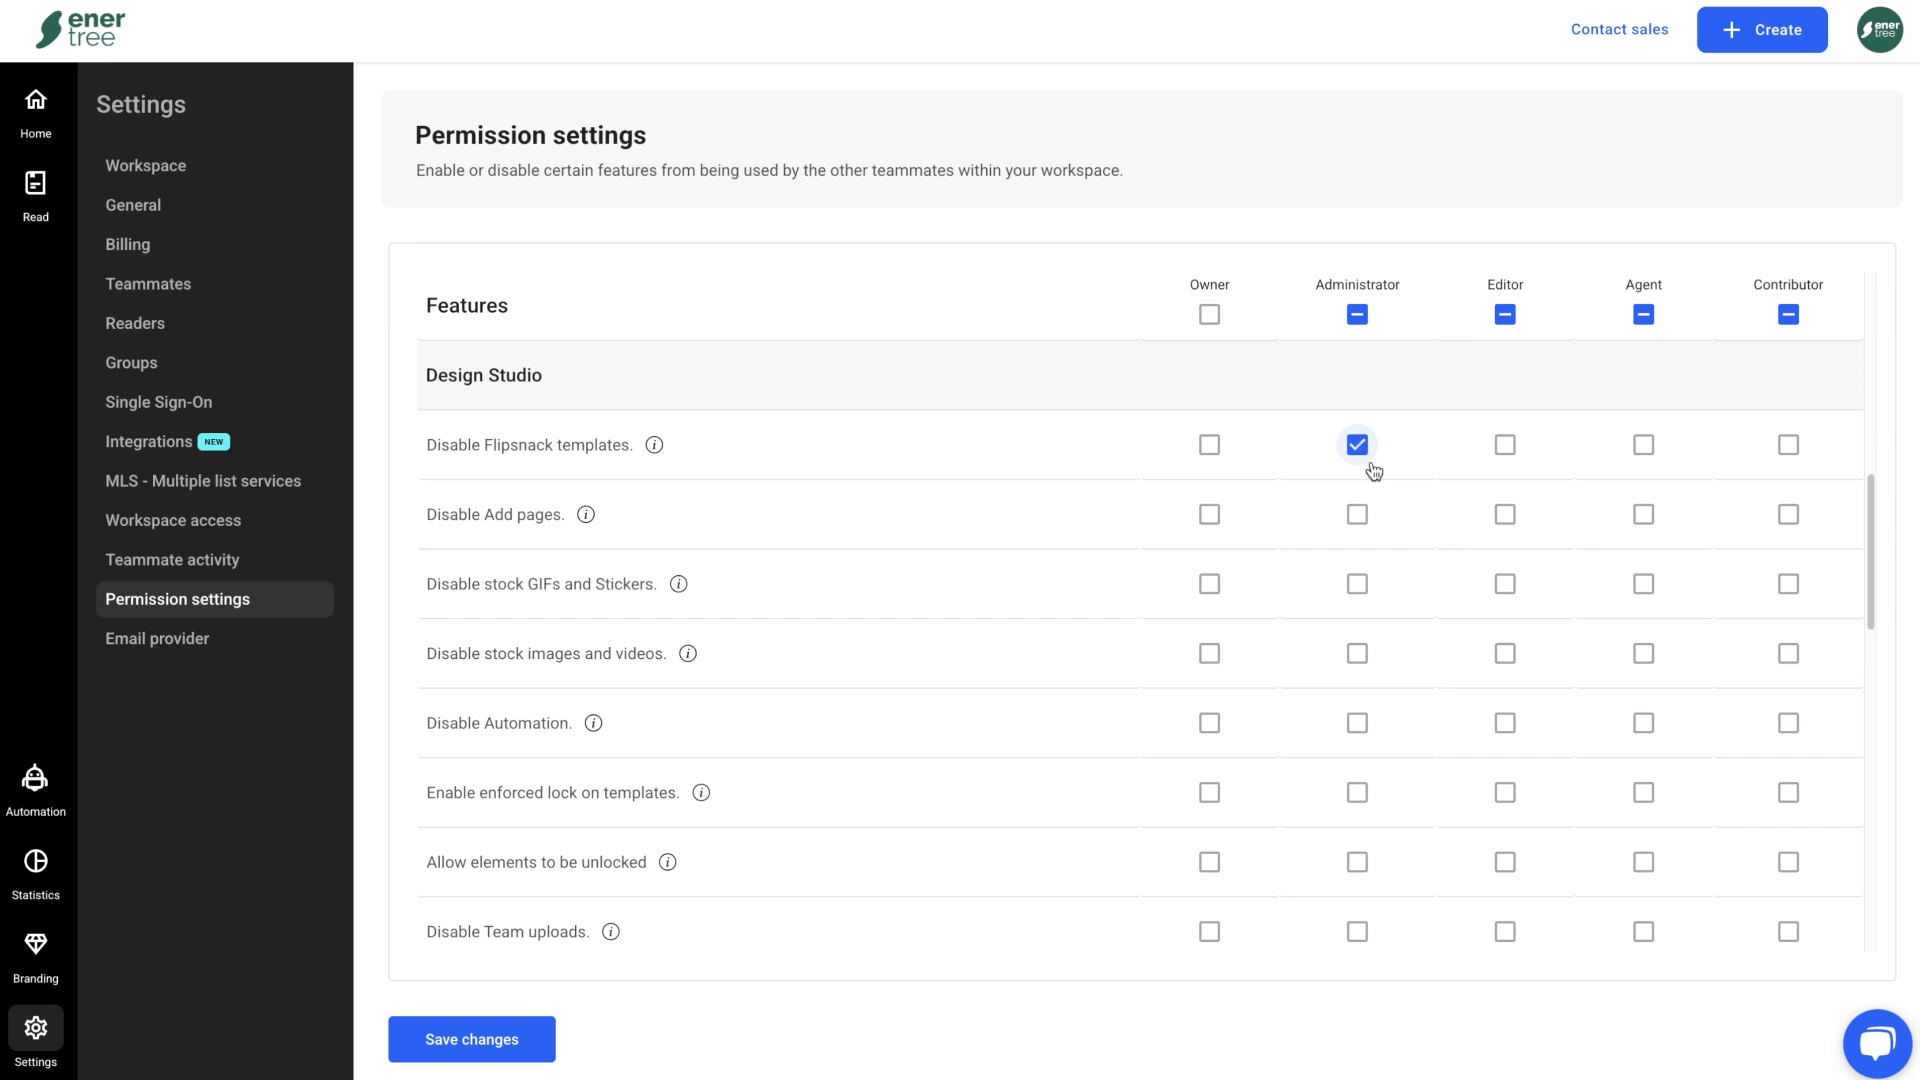 ener
tree
Contact sales
Create
ener
tree
Home
Read
Automation
Statistics
Branding
Settings
Settings
Workspace
General
Billing
Teammates
Readers
Groups
Single Sign-On
Integrations NEW
MLS - Multiple list services
Workspace access
Teammate activity
Permission settings
Email provider
Permission settings
Enable or disable certain features from being used by the other teammates within your workspace.
Features Owner Administrator Editor Agent Contributor
Design Studio
Disable Flipsnack templates.
Disable Add pages.
Disable stock GIFs and Stickers.
Disable stock images and videos.
Disable Automation.
Enable enforced lock on templates.
Allow elements to be unlocked
Disable Team uploads.
Save changes